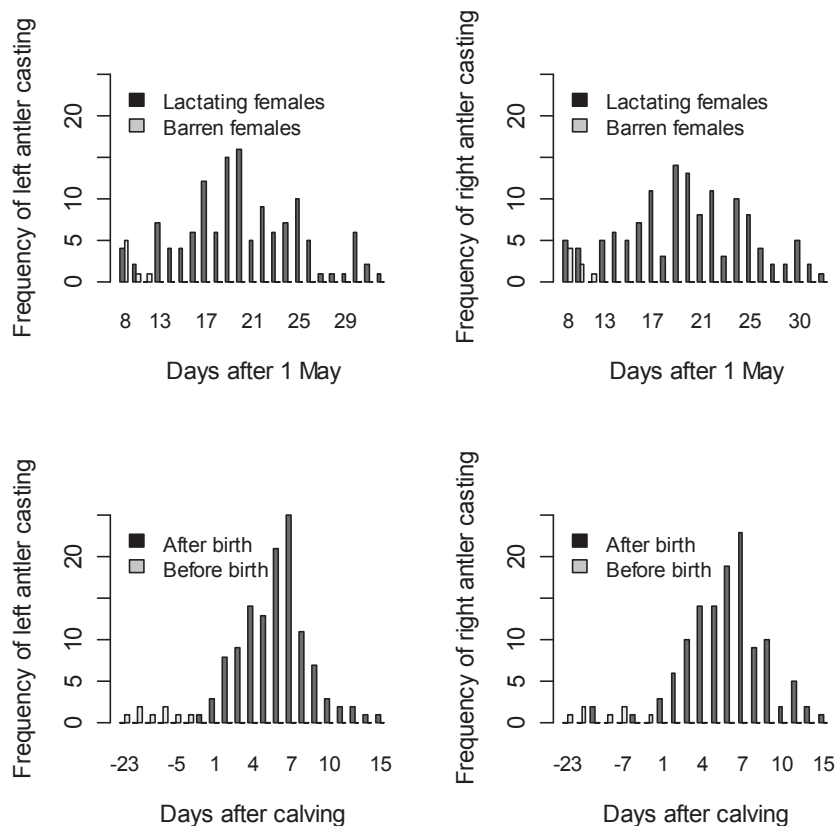 Frequency of left antler casting
0 5 10 20
Lactating females
Barren females
8 13 17 21 25 29
Days after 1 May
Frequency of right antler casting
0 5 10 20
Lactating females
Barren females
8 13 17 21 25 30
Days after 1 May
Frequency of left antler casting
0 5 10 20
After birth
Before birth
-23 -5 1 4 7 10 15
Days after calving
Frequency of right antler casting
0 5 10 20
After birth
Before birth
-23 -7 1 4 7 10 15
Days after calving